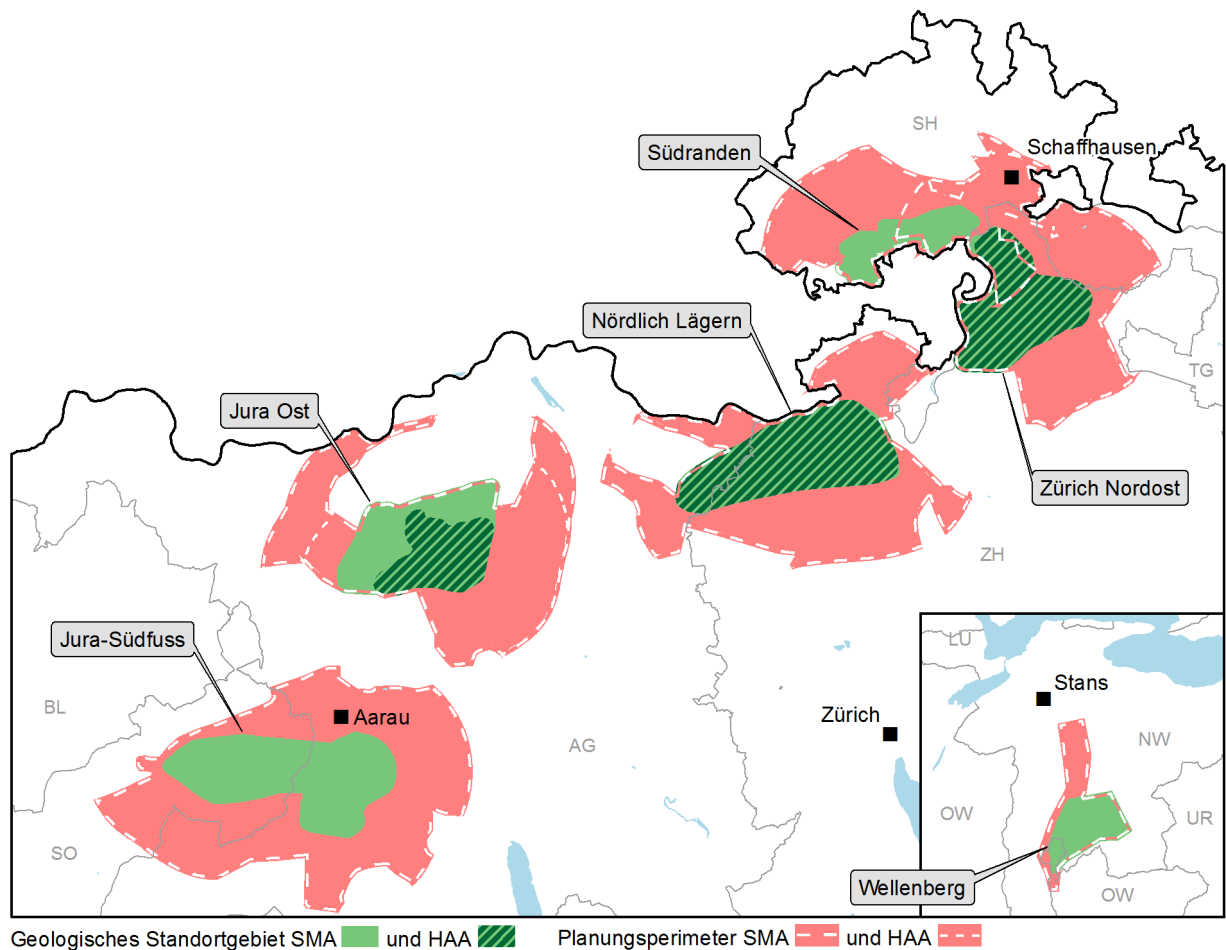 SH
Schaffhausen
Südranden
Nördlich Lägern
TG
Jura Ost
Zürich Nordost
ZH
Jura-Südfuss
LU
Stans
BL
Aarau
Zürich
AG
NW
OW
UR
SO
Wellenberg
OW
Geologisches Standortgebiet SMA und HAA Planungsperimeter SMA und HAA